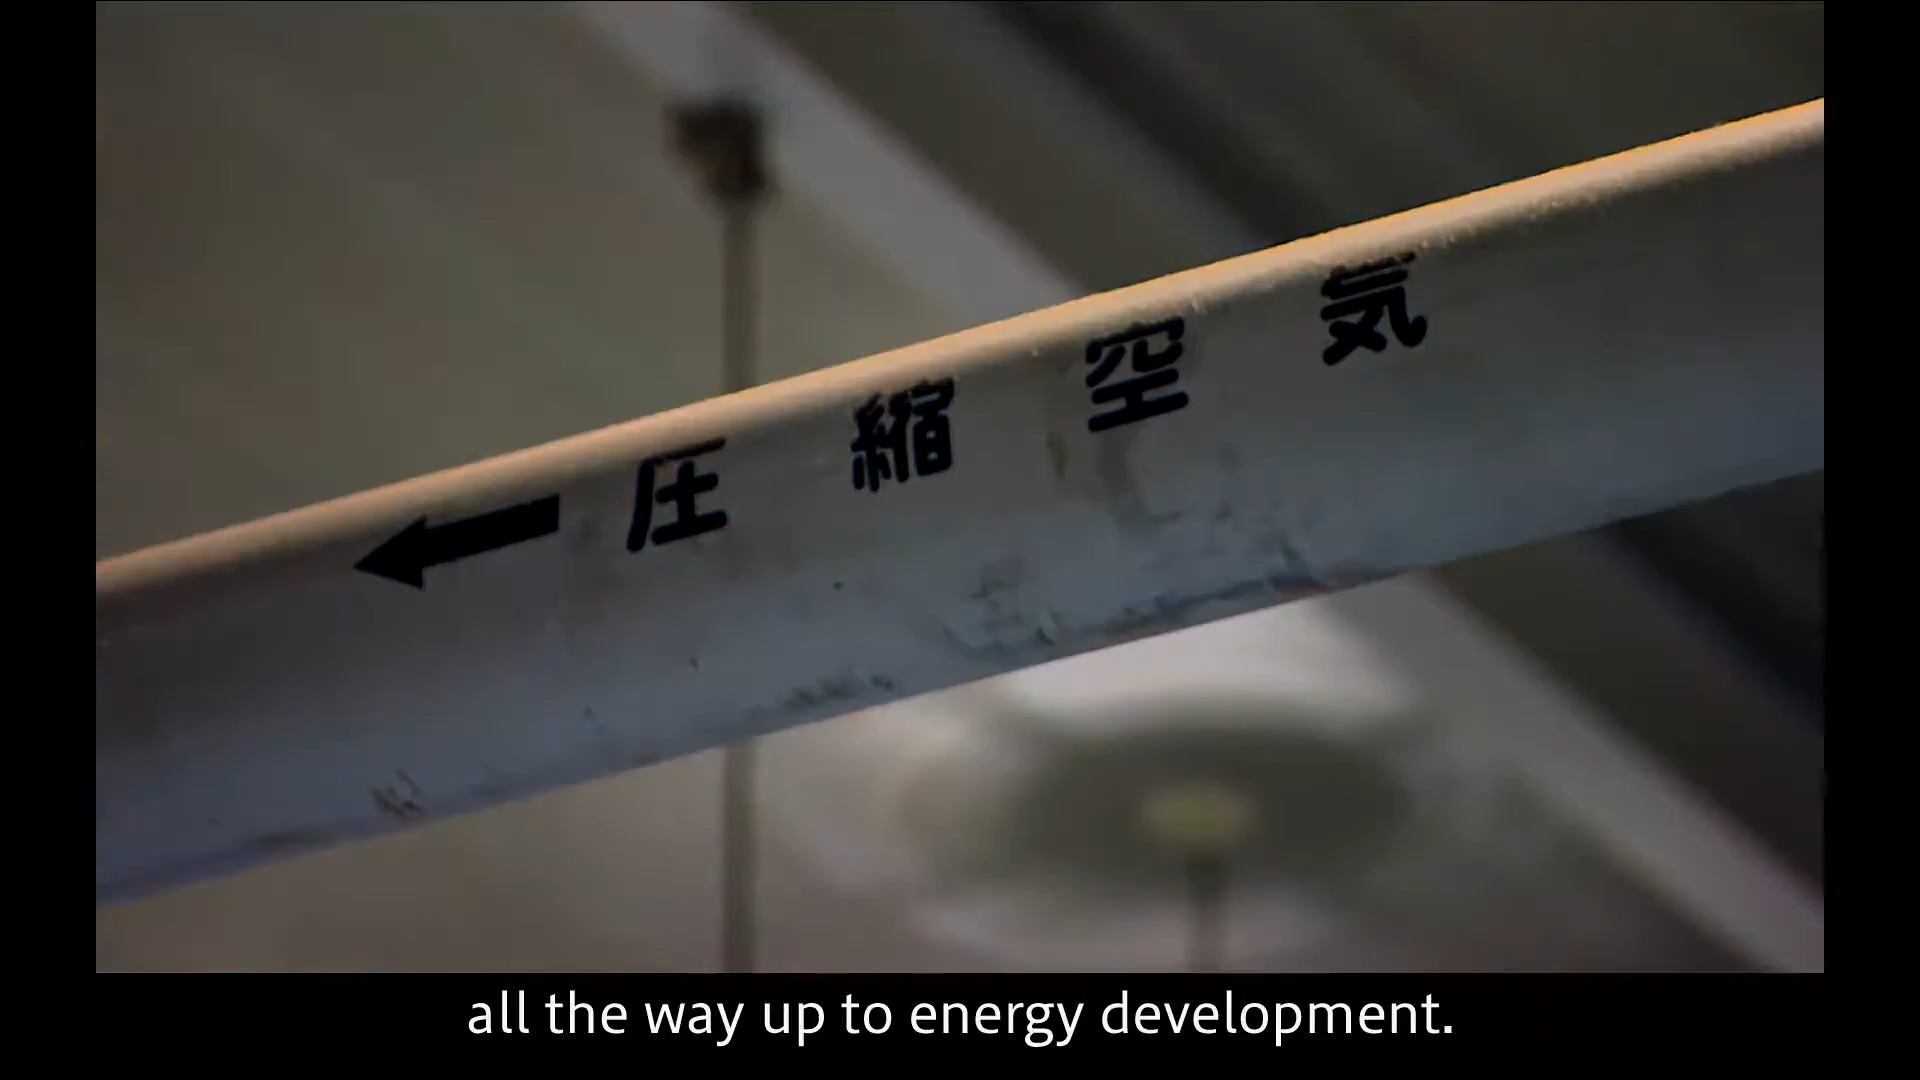 ←圧縮空気
all the way up to energy development.